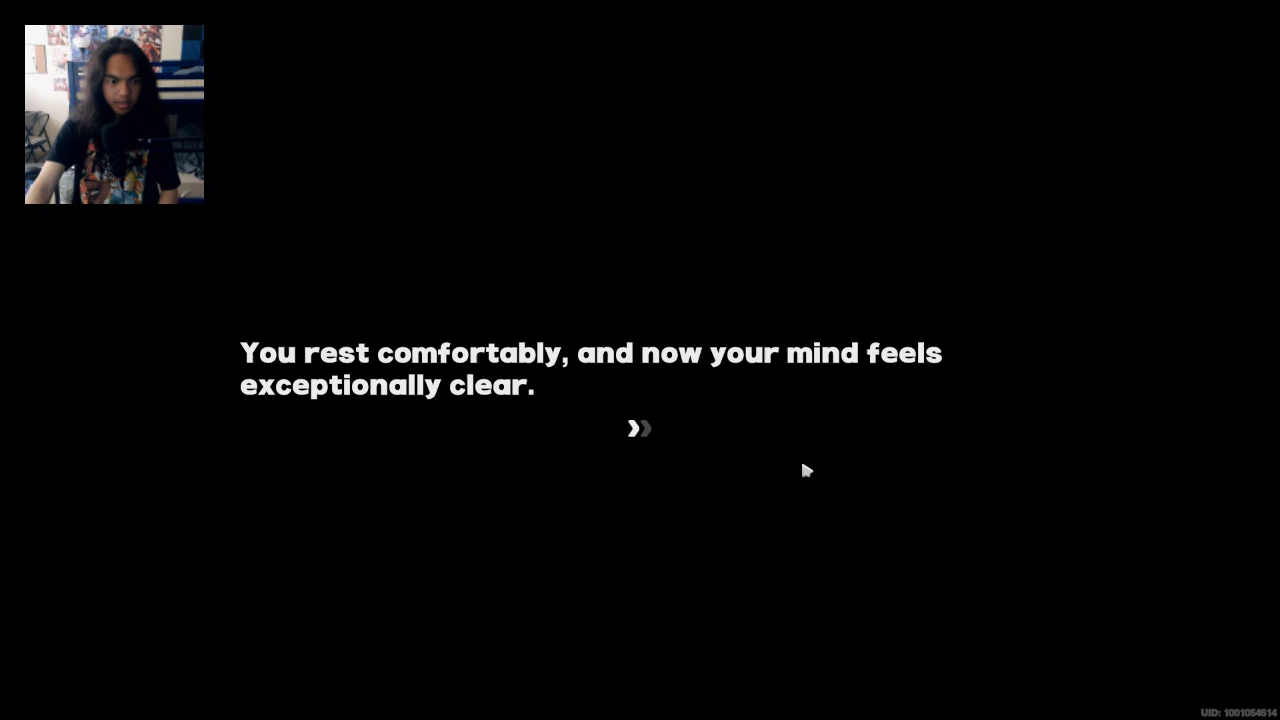 You rest comfortably, and now your mind feels
exceptionally clear.
UID: 1001054614